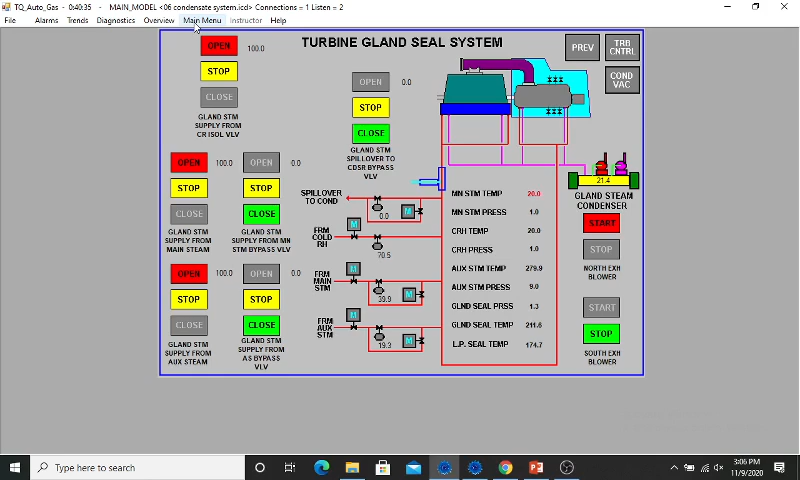 TQ_Auto_Gas - 0:40:35 - MAIN_MODEL <06 condensate system.icd> Connections = 1 Listen = 2
File Alarms Trends Diagnostics Overview Main Menu Instructor Help
TURBINE GLAND SEAL SYSTEM
PREV
TRB
CNTRL
COND
VAC
OPEN 100.0
STOP
CLOSE
GLAND STM
SUPPLY FROM
CR ISOL VLV
OPEN 0.0
STOP
CLOSE
GLAND STM
SPILLOVER TO
CDSR BYPASS
VLV
OPEN 100.0
STOP
CLOSE
GLAND STM
SUPPLY FROM
MAIN STEAM
OPEN 0.0
STOP
CLOSE
GLAND STM
SUPPLY FROM MN
STM BYPASS VLV
OPEN 100.0
STOP
CLOSE
GLAND STM
SUPPLY FROM
AUX STEAM
OPEN 0.0
STOP
CLOSE
GLAND STM
SUPPLY FROM
AS BYPASS
VLV
SPILLOVER
TO COND
M
0.0
FRM
COLD
RH
M
70.5
FRM
MAIN
STM
M
M
39.9
FRM
AUX
STM
M
M
19.3
MN STM TEMP 20.0
MN STM PRESS 1.0
CRH TEMP 20.0
CRH PRESS 1.0
AUX STM TEMP 279.9
AUX STM PRESS 9.0
GLND SEAL PRSS 1.3
GLND SEAL TEMP 211.6
L.P. SEAL TEMP 174.7
21.4
GLAND STEAM
CONDENSER
START
STOP
NORTH EXH
BLOWER
START
STOP
SOUTH EXH
BLOWER
Type here to search
3:06 PM
11/9/2020